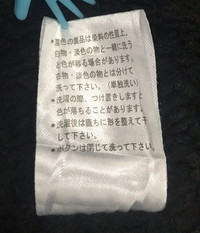 ●濃色の商品は染料の性質上、
白物・淡色の物と一緒に洗う
と色が移る場合があります。
白物・淡色の物とは分けて
洗って下さい。(単独洗い)
●洗濯の際、つけ置きしますと
色が落ちることがあります。
●洗濯後は直ちに形を整えて干
して下さい。
●ボタンは閉じて洗って下さい。